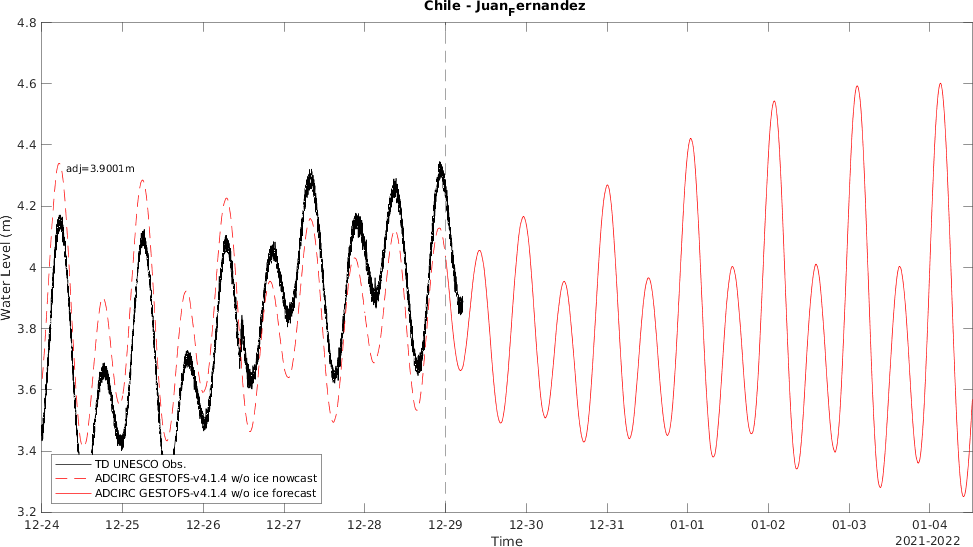 Chile - Juan_Fernandez
4.8
4.6
4.4
4.2
4
3.8
3.6
3.4
3.2
Water Level (m)
adj=3.9001m
TD UNESCO Obs.
ADCIRC GESTOFS-v4.1.4 w/o ice nowcast
ADCIRC GESTOFS-v4.1.4 w/o ice forecast
12-24 12-25 12-26 12-27 12-28 12-29 12-30 12-31 01-01 01-02 01-03 01-04
Time
2021-2022